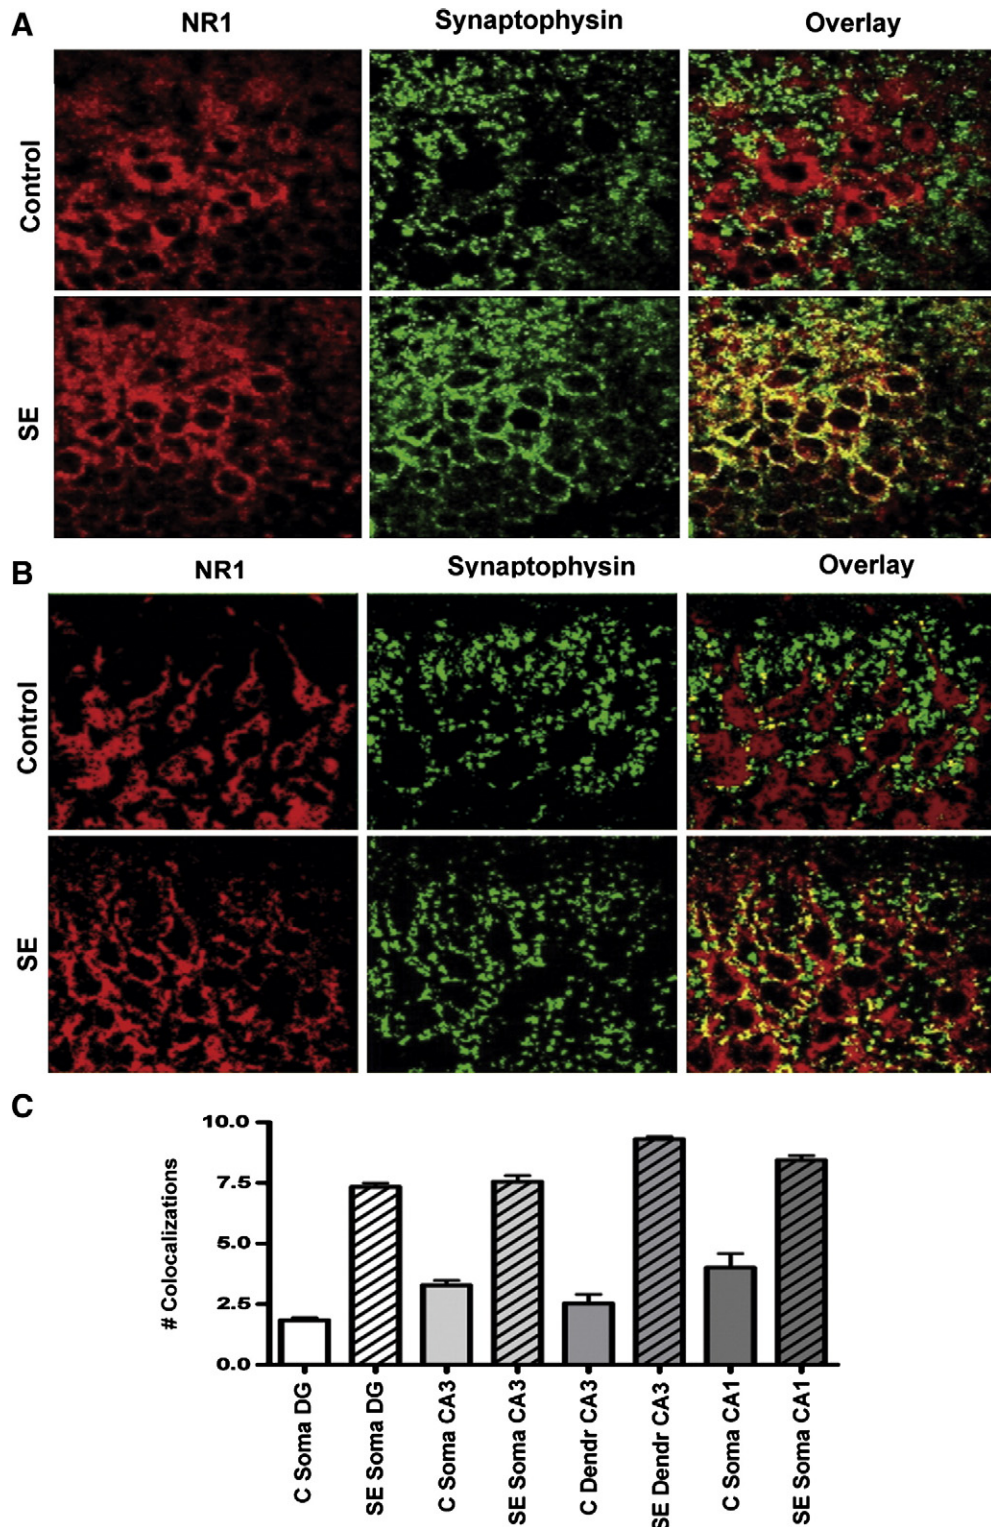 A
NR1 Synaptophysin Overlay
Control
SE
B
NR1 Synaptophysin Overlay
Control
SE
C
# Colocalizations
10.0
7.5
5.0
2.5
0.0
C Soma DG
SE Soma DG
C Soma CA3
SE Soma CA3
C Dendr CA3
SE Dendr CA3
C Soma CA1
SE Soma CA1